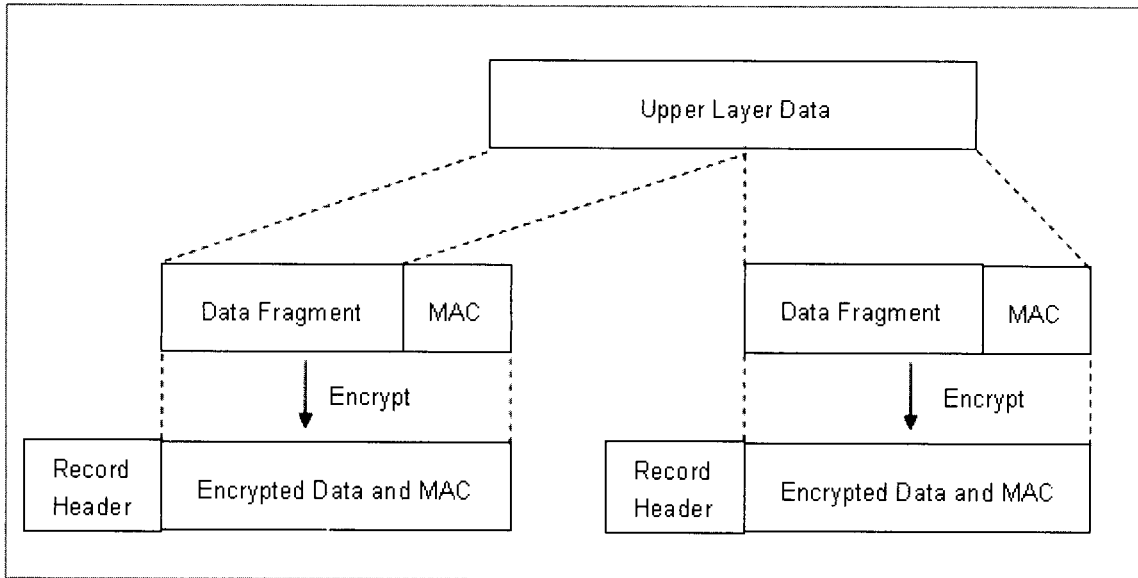 Upper Layer Data
Data Fragment
MAC
Data Fragment
MAC
Encrypt
Encrypt
Record
Header
Encrypted Data and MAC
Record
Header
Encrypted Data and MAC